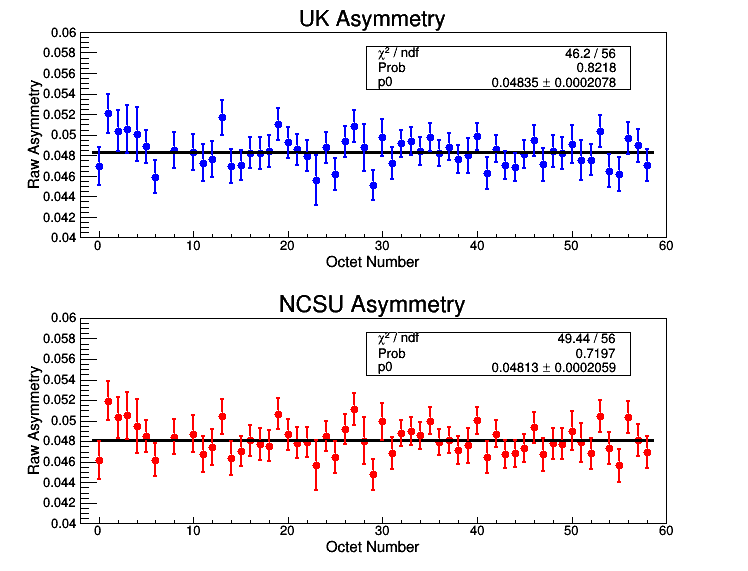 UK Asymmetry
χ² / ndf 46.2 / 56
Prob 0.8218
p0 0.04835 ± 0.0002078
Raw Asymmetry
0.06
0.058
0.056
0.054
0.052
0.05
0.048
0.046
0.044
0.042
0.04
0 10 20 30 40 50 60
Octet Number
NCSU Asymmetry
χ² / ndf 49.44 / 56
Prob 0.7197
p0 0.04813 ± 0.0002059
Raw Asymmetry
0.06
0.058
0.056
0.054
0.052
0.05
0.048
0.046
0.044
0.042
0.04
0 10 20 30 40 50 60
Octet Number